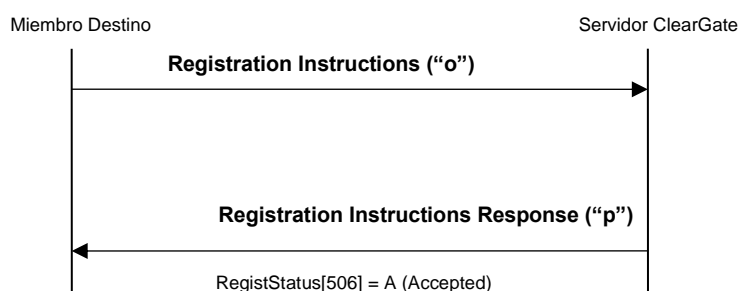 Miembro Destino
Servidor ClearGate
Registration Instructions (“o”)
Registration Instructions Response (“p”)
RegistStatus[506] = A (Accepted)